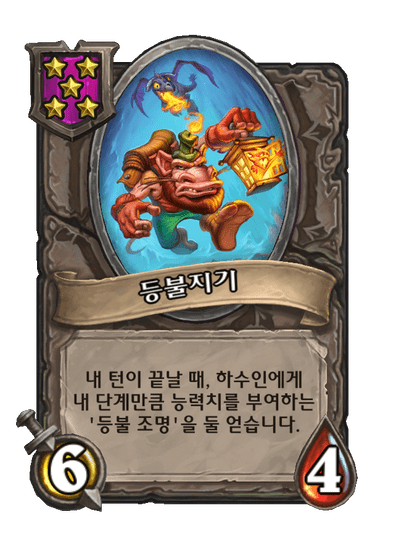 등불지기
내 턴이 끝날 때, 하수인에게
내 단계만큼 능력치를 부여하는
'등불 조명'을 둘 얻습니다.
6
4